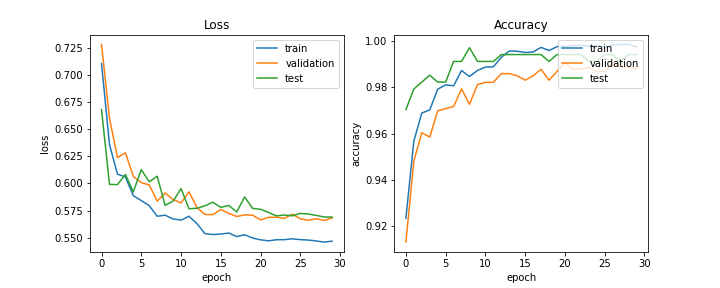 Loss
train
validation
test
0.725
0.700
0.675
0.650
0.625
0.600
0.575
0.550
loss
0 5 10 15 20 25 30
epoch
Accuracy
train
validation
test
1.00
0.98
0.96
0.94
0.92
accuracy
0 5 10 15 20 25 30
epoch